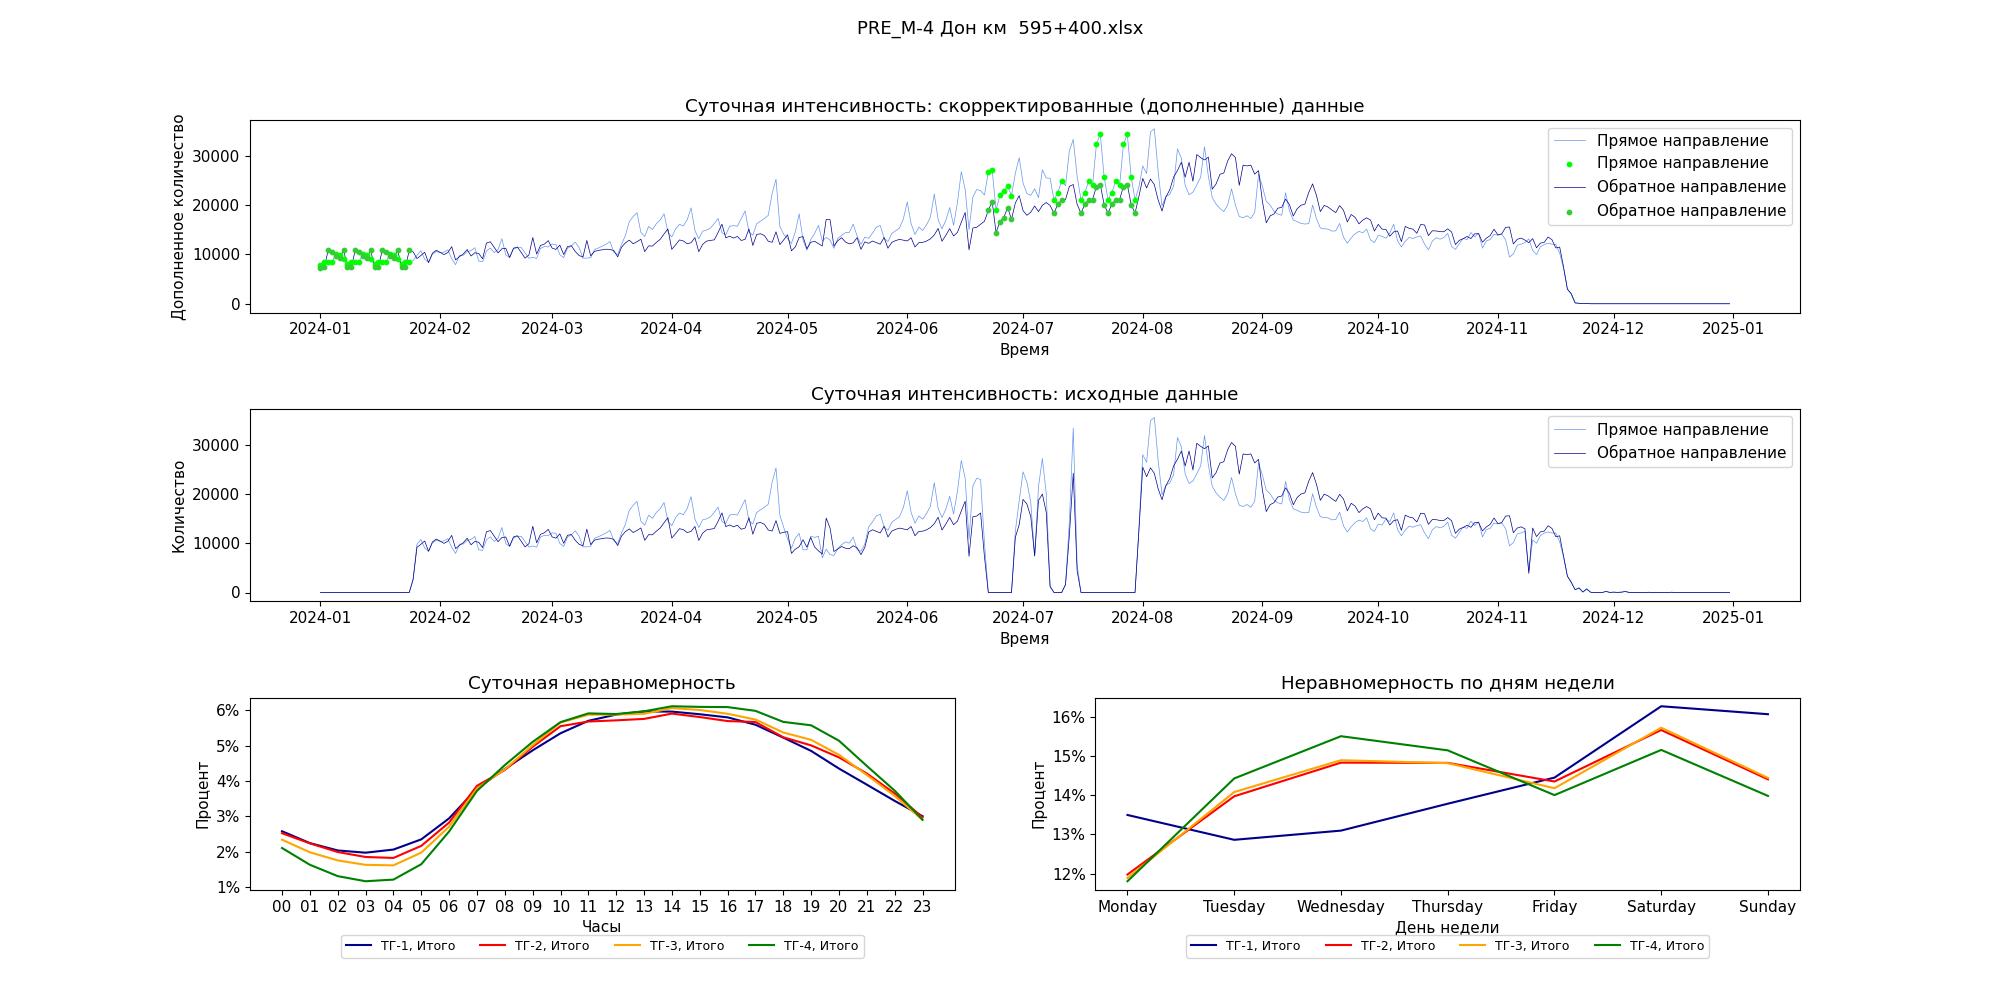 PRE_M-4 Дон км  595+400.xlsx
Суточная интенсивность: скорректированные (дополненные) данные
Дополненное количество
30000
20000
10000
0
Прямое направление
Прямое направление
Обратное направление
Обратное направление
2024-01 2024-02 2024-03 2024-04 2024-05 2024-06 2024-07 2024-08 2024-09 2024-10 2024-11 2024-12 2025-01
Время
Суточная интенсивность: исходные данные
Количество
30000
20000
10000
0
Прямое направление
Обратное направление
2024-01 2024-02 2024-03 2024-04 2024-05 2024-06 2024-07 2024-08 2024-09 2024-10 2024-11 2024-12 2025-01
Время
Суточная неравномерность
Процент
6%
5%
4%
3%
2%
1%
00 01 02 03 04 05 06 07 08 09 10 11 12 13 14 15 16 17 18 19 20 21 22 23
Часы
ТГ-1, Итого ТГ-2, Итого ТГ-3, Итого ТГ-4, Итого
Неравномерность по дням недели
Процент
16%
15%
14%
13%
12%
Monday Tuesday Wednesday Thursday Friday Saturday Sunday
День недели
ТГ-1, Итого ТГ-2, Итого ТГ-3, Итого ТГ-4, Итого